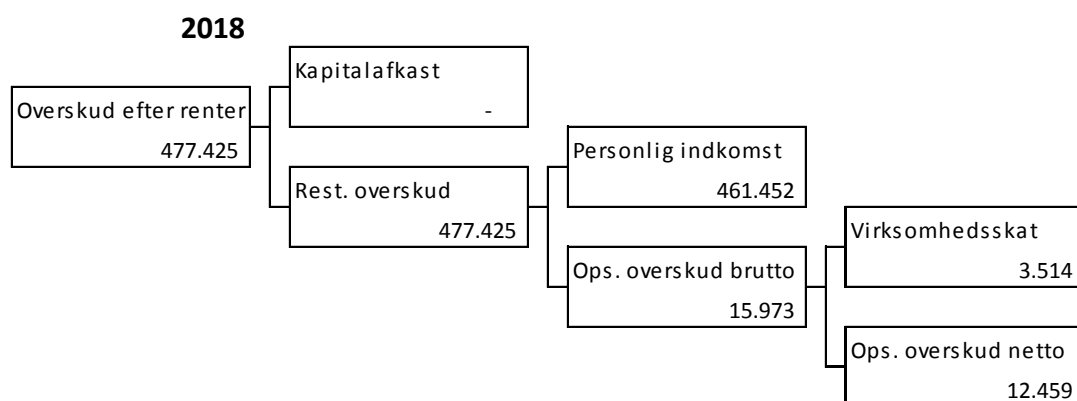 2018
Kapitalafkast
-
Overskud efter renter
477.425
Personlig indkomst
461.452
Rest. overskud
477.425
Virksomhedsskat
3.514
Ops. overskud brutto
15.973
Ops. overskud netto
12.459